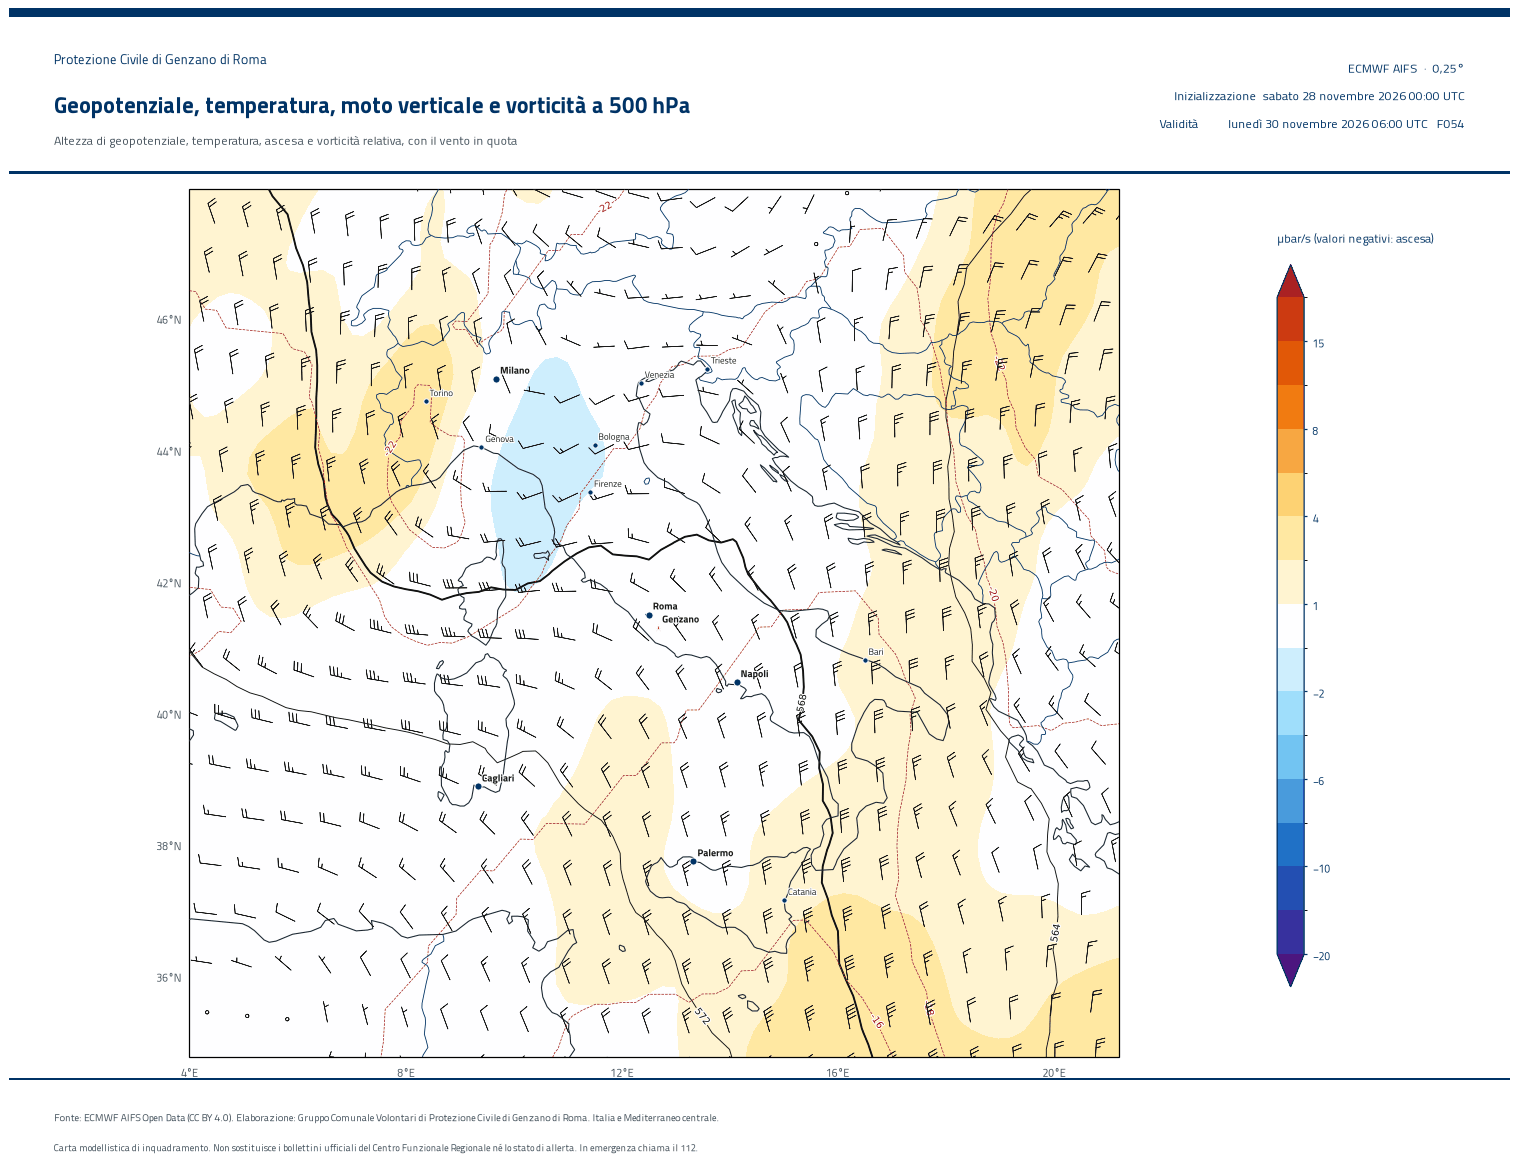 Protezione Civile di Genzano di Roma
ECMWF AIFS · 0,25°
Geopotenziale, temperatura, moto verticale e vorticità a 500 hPa
Inizializzazione sabato 28 novembre 2026 00:00 UTC
Validità lunedì 30 novembre 2026 06:00 UTC F054
Altezza di geopotenziale, temperatura, ascesa e vorticità relativa, con il vento in quota
µbar/s (valori negativi: ascesa)
-22
46°N
15
Trieste
Milano
Venezia
Torino
-22
8
44°N
Genova
Bologna
Firenze
4
42°N
-20
1
Roma
Genzano
Bari
Napoli
-2
568
40°N
Cagliari
-6
38°N
Palermo
-10
Catania
564
36°N
-20
572
-16
-18
4°E
8°E
12°E
16°E
20°E
Fonte: ECMWF AIFS Open Data (CC BY 4.0). Elaborazione: Gruppo Comunale Volontari di Protezione Civile di Genzano di Roma. Italia e Mediterraneo centrale.
Carta modellistica di inquadramento. Non sostituisce i bollettini ufficiali del Centro Funzionale Regionale né lo stato di allerta. In emergenza chiama il 112.